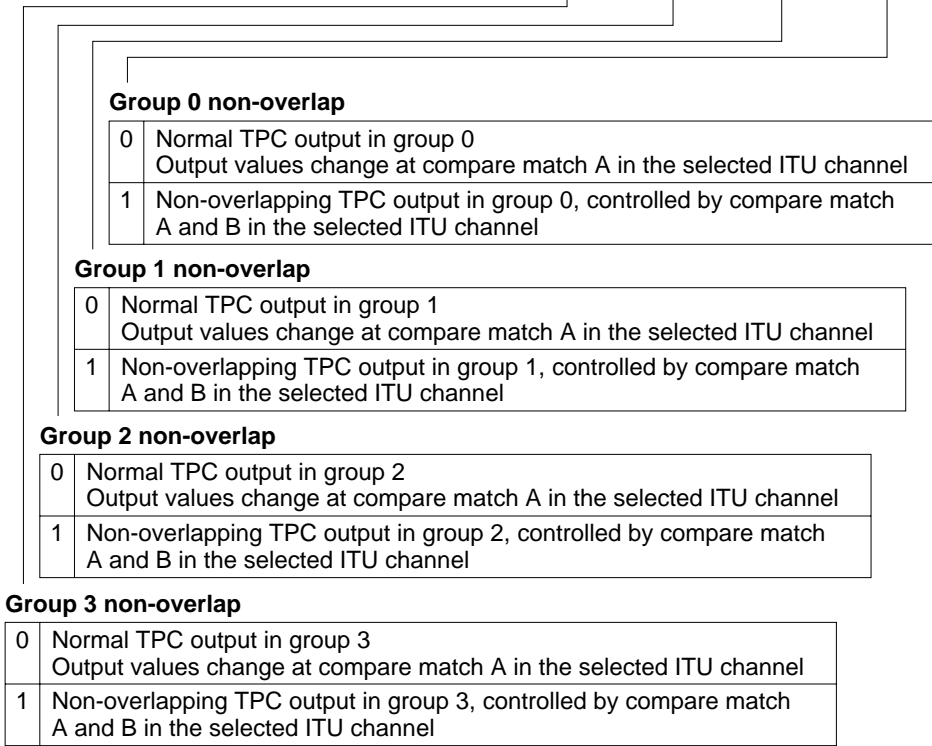 Group 0 non-overlap
0 Normal TPC output in group 0
Output values change at compare match A in the selected ITU channel
1 Non-overlapping TPC output in group 0, controlled by compare match
A and B in the selected ITU channel
Group 1 non-overlap
0 Normal TPC output in group 1
Output values change at compare match A in the selected ITU channel
1 Non-overlapping TPC output in group 1, controlled by compare match
A and B in the selected ITU channel
Group 2 non-overlap
0 Normal TPC output in group 2
Output values change at compare match A in the selected ITU channel
1 Non-overlapping TPC output in group 2, controlled by compare match
A and B in the selected ITU channel
Group 3 non-overlap
0 Normal TPC output in group 3
Output values change at compare match A in the selected ITU channel
1 Non-overlapping TPC output in group 3, controlled by compare match
A and B in the selected ITU channel